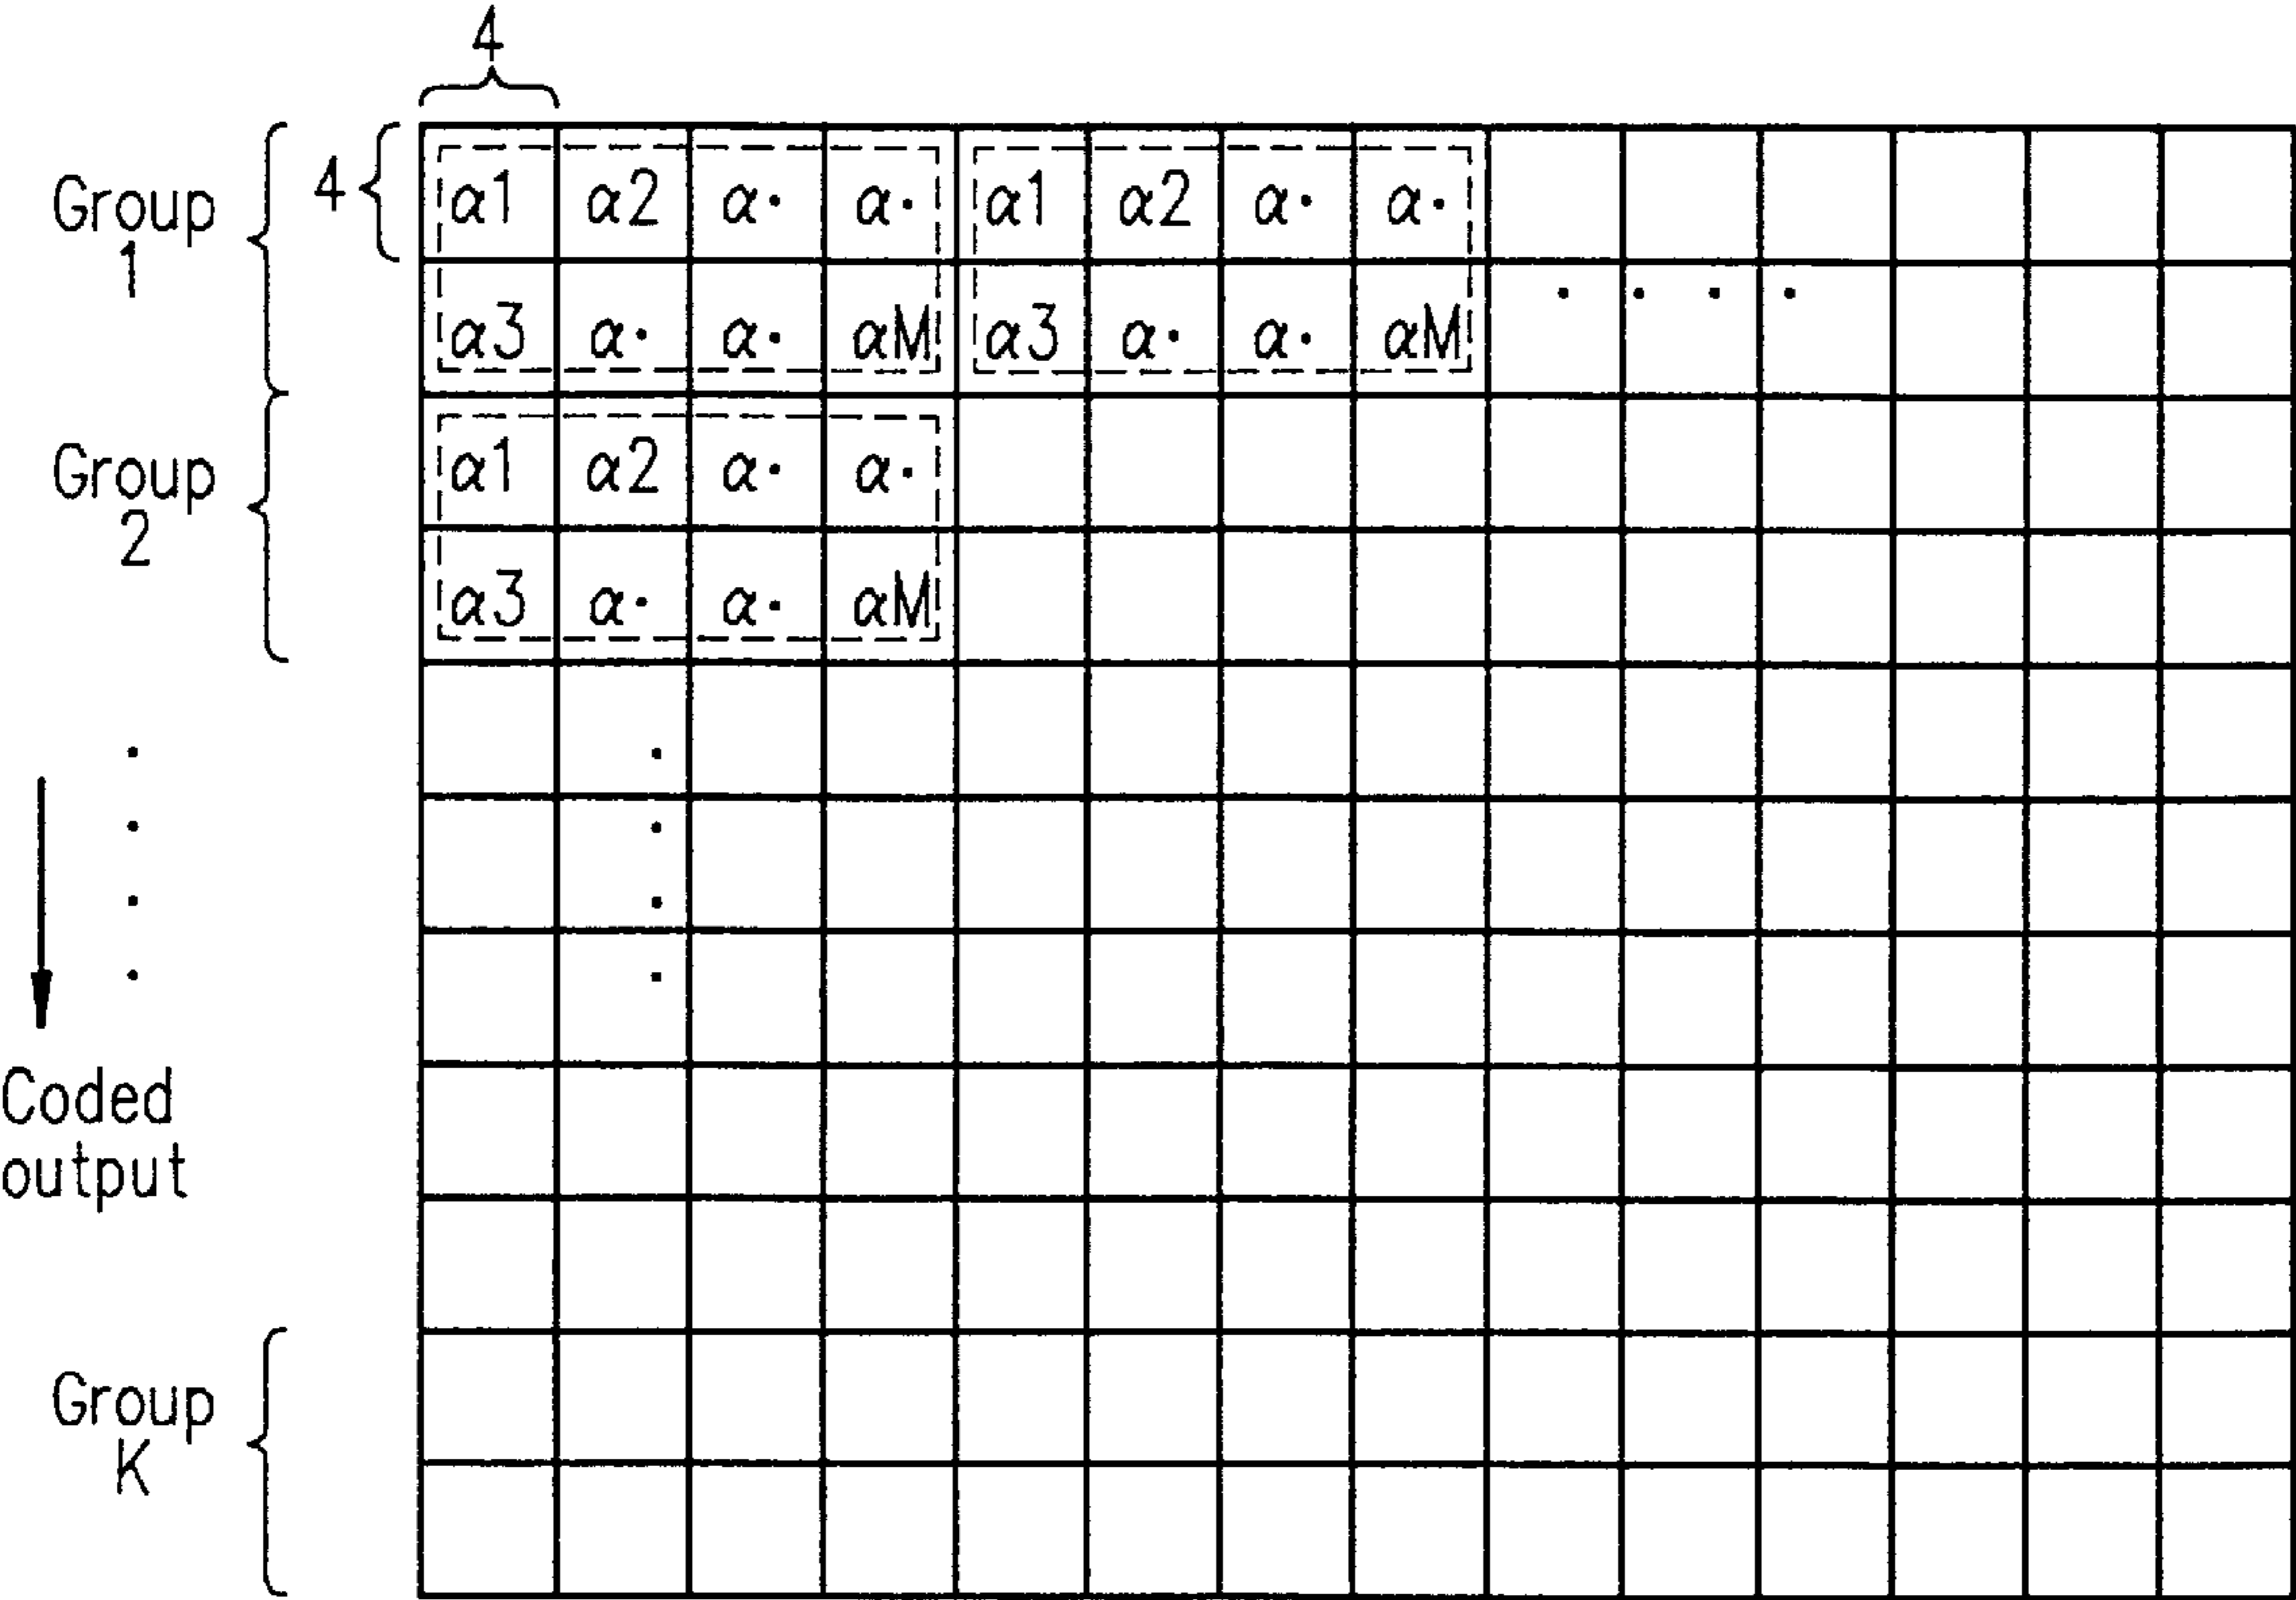 4
Group
1
4
α1 α2 α· α· α1 α2 α· α·
α3 α· α· αM α3 α· α· αM
· · · ·
Group
2
α1 α2 α· α·
α3 α· α· αM
Coded
output
Group
K